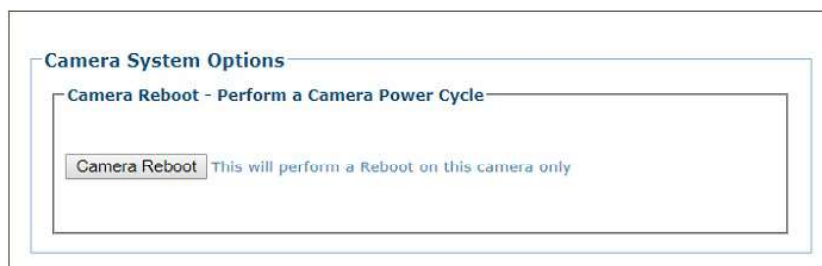 Camera System Options
Camera Reboot - Perform a Camera Power Cycle
Camera Reboot This will perform a Reboot on this camera only